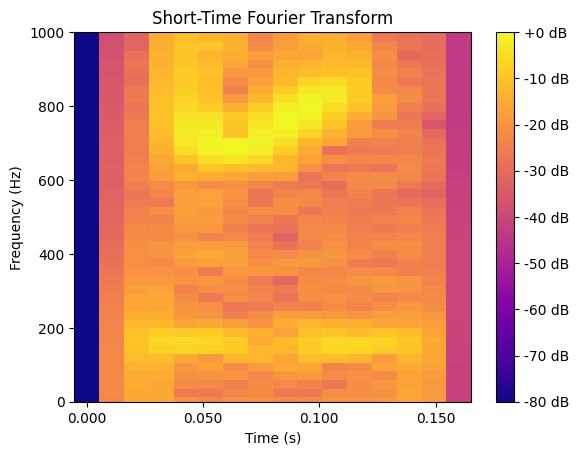 Short-Time Fourier Transform
Frequency (Hz)
1000
800
600
400
200
0
0.000
0.050
0.100
0.150
Time (s)
+0 dB
-10 dB
-20 dB
-30 dB
-40 dB
-50 dB
-60 dB
-70 dB
-80 dB